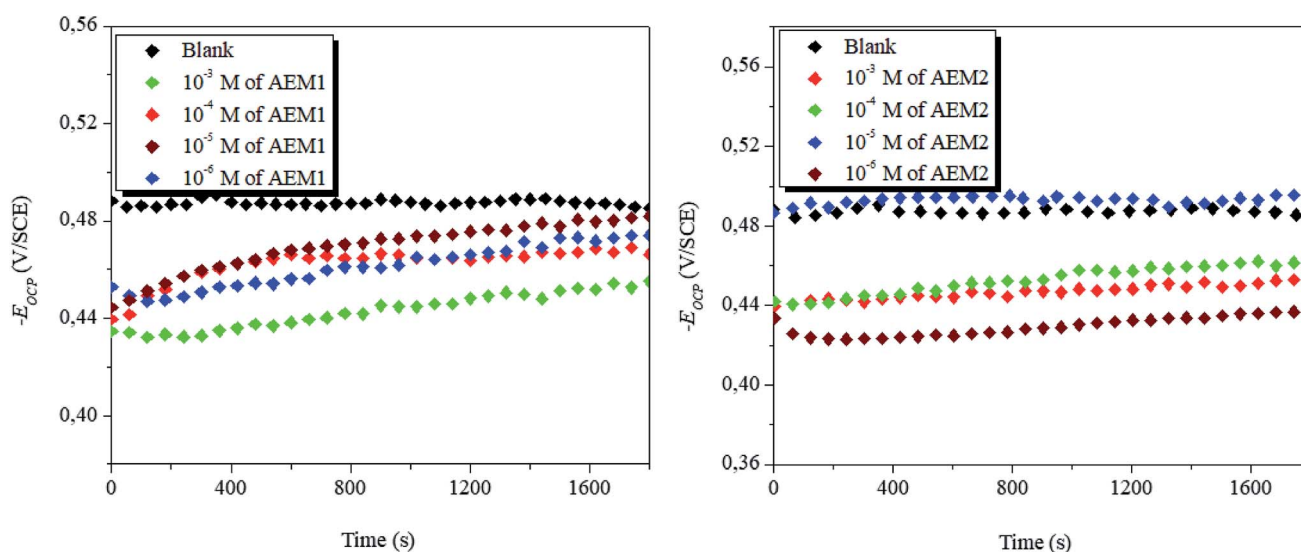 0,56
0,52
0,48
0,44
0,40
-E_OCP (V/SCE)
Blank
10⁻³ M of AEM1
10⁻⁴ M of AEM1
10⁻⁵ M of AEM1
10⁻⁶ M of AEM1
0 400 800 1200 1600
Time (s)
0,56
0,52
0,48
0,44
0,40
0,36
-E_OCP (V/SCE)
Blank
10⁻³ M of AEM2
10⁻⁴ M of AEM2
10⁻⁵ M of AEM2
10⁻⁶ M of AEM2
0 400 800 1200 1600
Time (s)